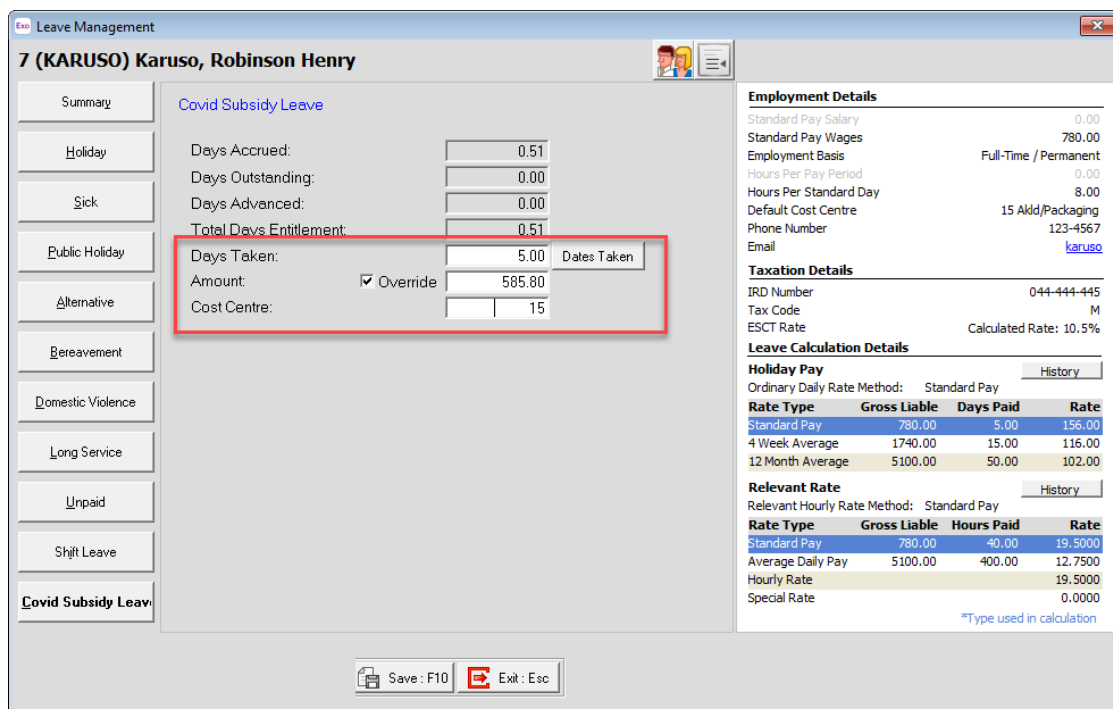 Exo Leave Management
7 (KARUSO) Karuso, Robinson Henry
Summary
Holiday
Sick
Public Holiday
Alternative
Bereavement
Domestic Violence
Long Service
Unpaid
Shift Leave
Covid Subsidy Leav
Covid Subsidy Leave
Days Accrued: 0.51
Days Outstanding: 0.00
Days Advanced: 0.00
Total Days Entitlement: 0.51
Days Taken: 5.00 Dates Taken
Amount: Override 585.80
Cost Centre: 15
Employment Details
Standard Pay Salary 0.00
Standard Pay Wages 780.00
Employment Basis Full-Time / Permanent
Hours Per Pay Period 0.00
Hours Per Standard Day 8.00
Default Cost Centre 15 Akld/Packaging
Phone Number 123-4567
Email karuso
Taxation Details
IRD Number 044-444-445
Tax Code M
ESCT Rate Calculated Rate: 10.5%
Leave Calculation Details
Holiday Pay History
Ordinary Daily Rate Method: Standard Pay
Rate Type Gross Liable Days Paid Rate
Standard Pay 780.00 5.00 156.00
4 Week Average 1740.00 15.00 116.00
12 Month Average 5100.00 50.00 102.00
Relevant Rate History
Relevant Hourly Rate Method: Standard Pay
Rate Type Gross Liable Hours Paid Rate
Standard Pay 780.00 40.00 19.5000
Average Daily Pay 5100.00 400.00 12.7500
Hourly Rate 19.5000
Special Rate 0.0000
*Type used in calculation
Save : F10 Exit : Esc